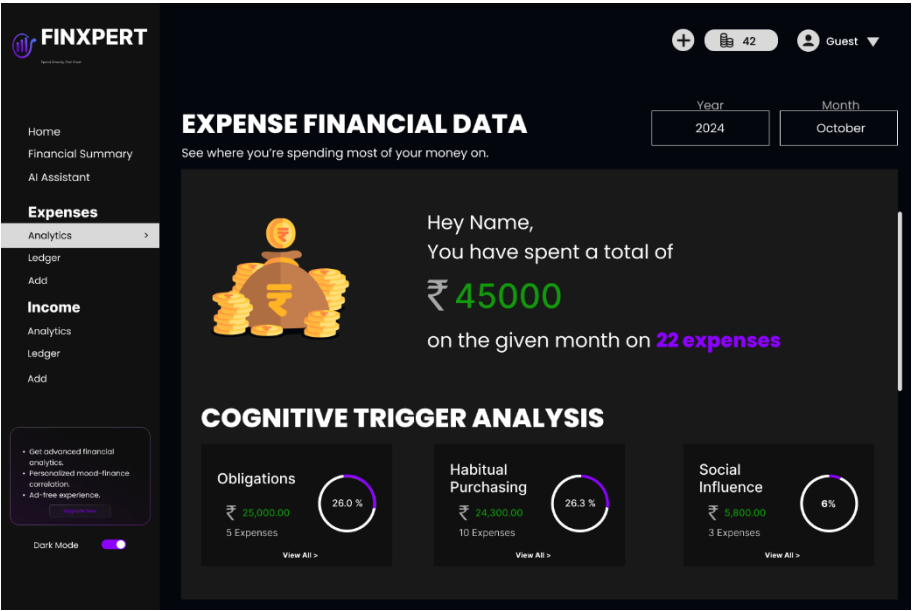 FINXPERT
42
Guest
Home
Financial Summary
AI Assistant
Expenses
Analytics >
Ledger
Add
Income
Analytics
Ledger
Add
• Get advanced financial
analytics.
• Personalized mood-finance
correlation.
• Ad-free experience.
Upgrade Now
Dark Mode
EXPENSE FINANCIAL DATA
See where you're spending most of your money on.
Year
2024
Month
October
Hey Name,
You have spent a total of
₹ 45000
on the given month on 22 expenses
COGNITIVE TRIGGER ANALYSIS
Obligations
₹ 25,000.00
5 Expenses
26.0 %
View All >
Habitual
Purchasing
₹ 24,300.00
10 Expenses
26.3 %
View All >
Social
Influence
₹ 5,800.00
3 Expenses
6%
View All >